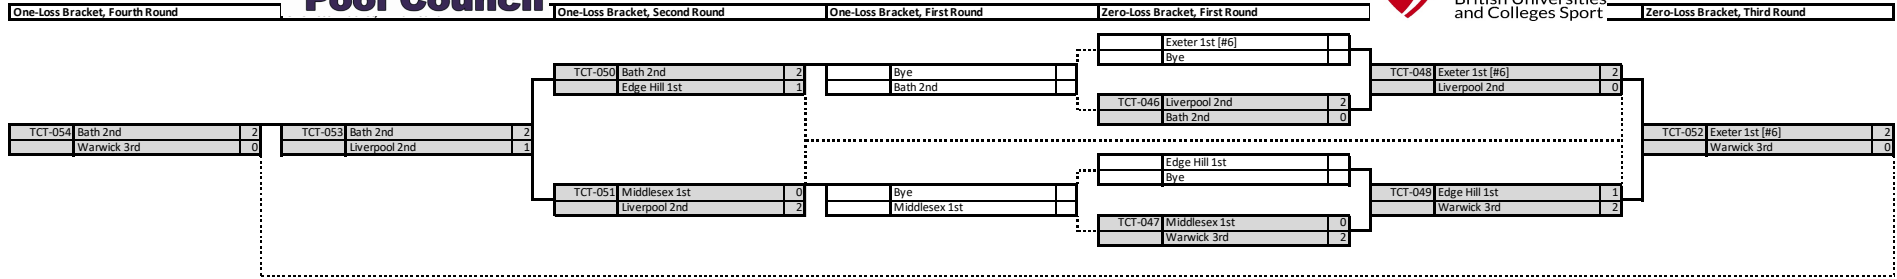 One-Loss Bracket, Fourth Round
Pool Council
One-Loss Bracket, Second Round
One-Loss Bracket, First Round
Zero-Loss Bracket, First Round
British Universities
and Colleges Sport
Zero-Loss Bracket, Third Round
Exeter 1st [#6]
Bye
TCT-050 Bath 2nd 2
Edge Hill 1st 1
Bye
Bath 2nd
TCT-048 Exeter 1st [#6] 2
Liverpool 2nd 0
TCT-046 Liverpool 2nd 2
Bath 2nd 0
TCT-054 Bath 2nd 2
Warwick 3rd 0
TCT-053 Bath 2nd 2
Liverpool 2nd 1
TCT-052 Exeter 1st [#6] 2
Warwick 3rd 0
Edge Hill 1st
Bye
TCT-051 Middlesex 1st 0
Liverpool 2nd 2
Bye
Middlesex 1st
TCT-049 Edge Hill 1st 1
Warwick 3rd 2
TCT-047 Middlesex 1st 0
Warwick 3rd 2